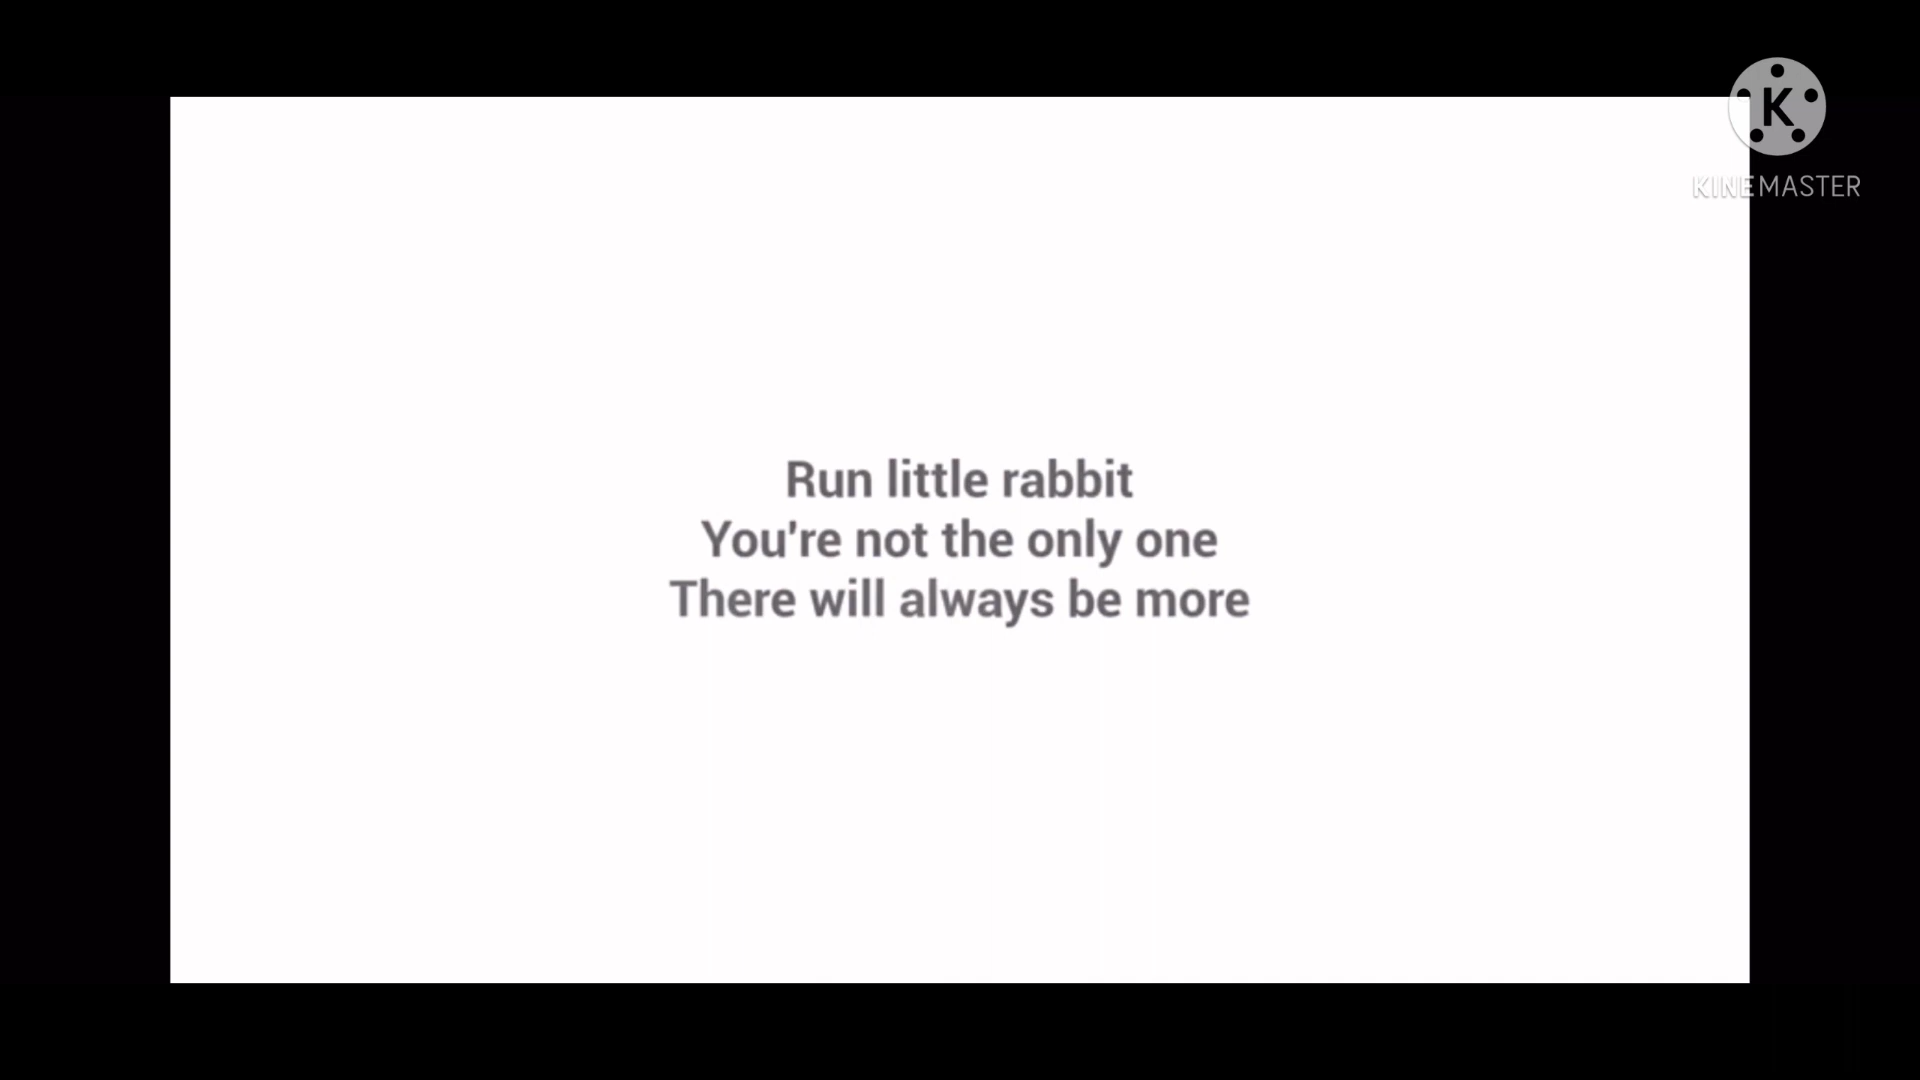 K
KINEMASTER
Run little rabbit
You're not the only one
There will always be more